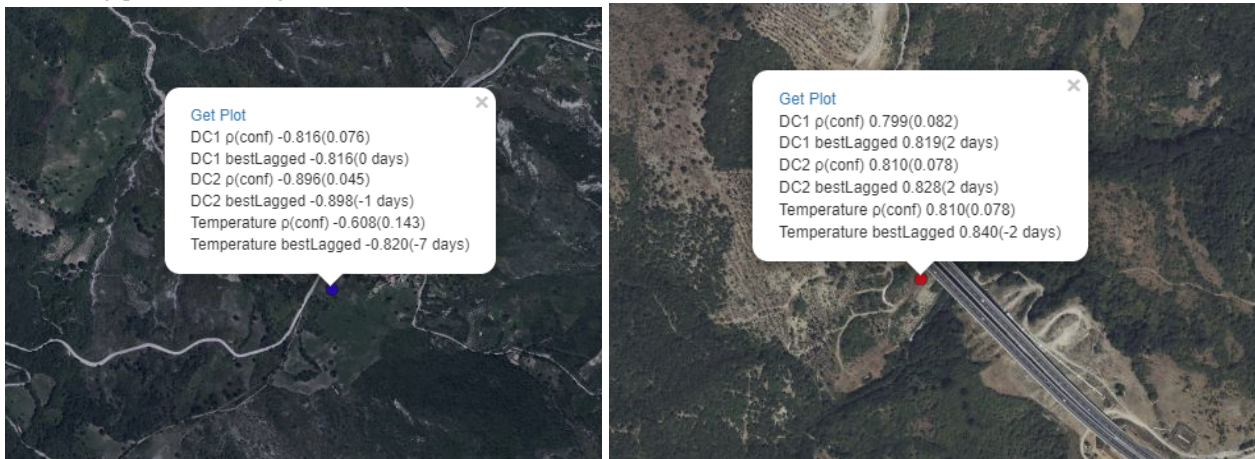 Get Plot
DC1 ρ(conf) -0.816(0.076)
DC1 bestLagged -0.816(0 days)
DC2 ρ(conf) -0.896(0.045)
DC2 bestLagged -0.898(-1 days)
Temperature ρ(conf) -0.608(0.143)
Temperature bestLagged -0.820(-7 days)
Get Plot
DC1 ρ(conf) 0.799(0.082)
DC1 bestLagged 0.819(2 days)
DC2 ρ(conf) 0.810(0.078)
DC2 bestLagged 0.828(2 days)
Temperature ρ(conf) 0.810(0.078)
Temperature bestLagged 0.840(-2 days)